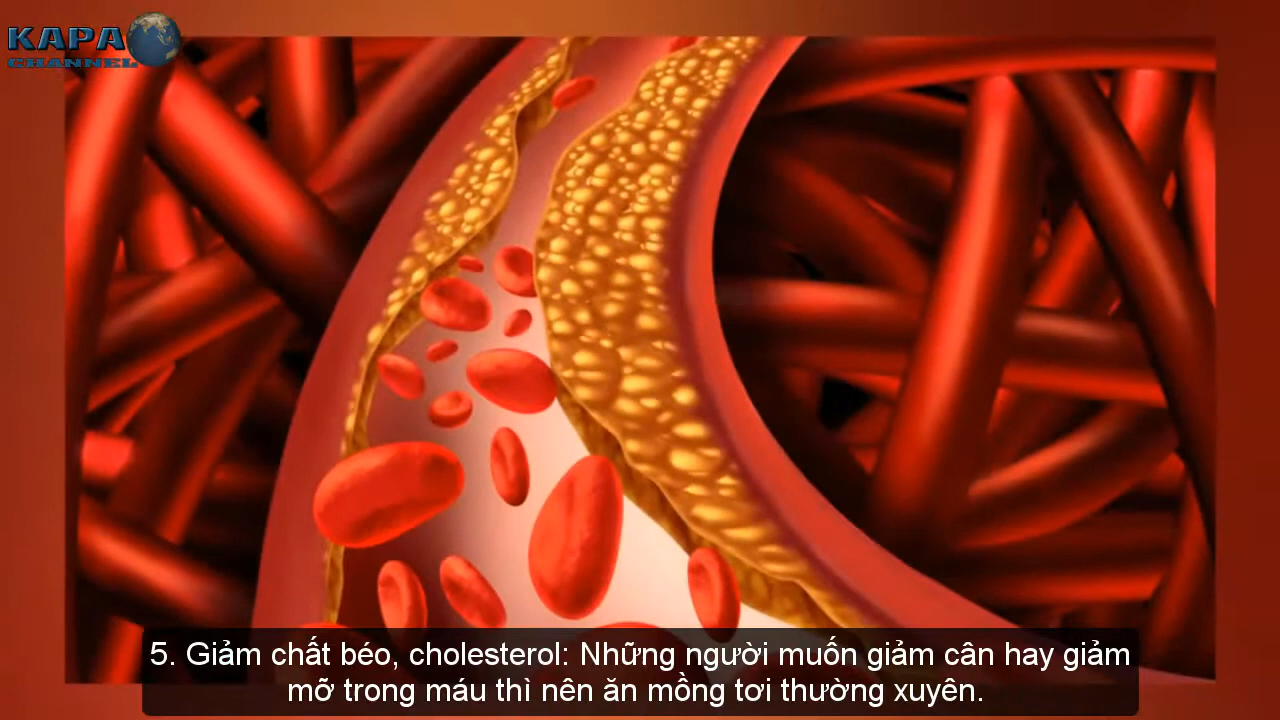 KAPA
CHANNEL
5. Giảm chất béo, cholesterol: Những người muốn giảm cân hay giảm
mỡ trong máu thì nên ăn mồng tơi thường xuyên.